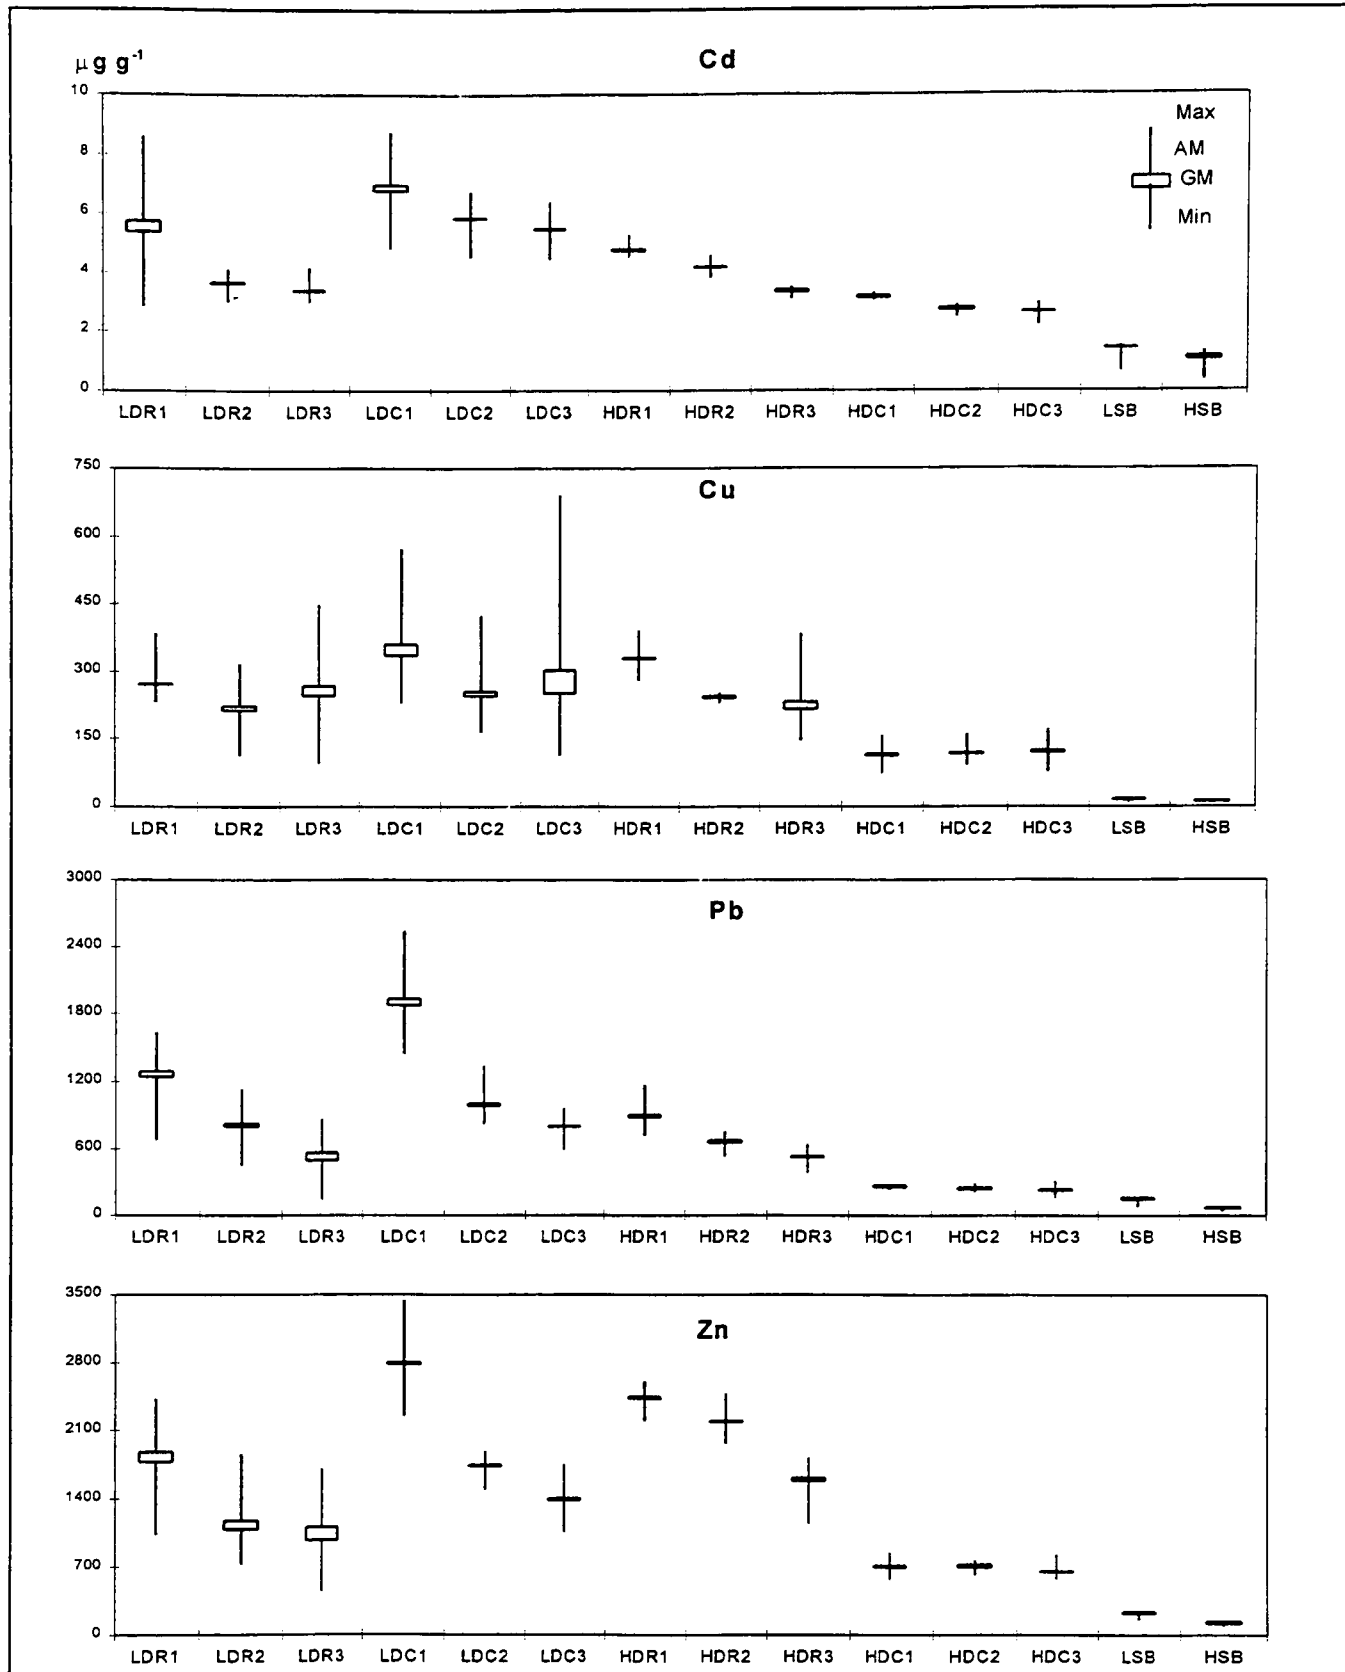 Cd
μg g⁻¹
10
8
6
4
2
0
Max
AM
GM
Min
LDR1 LDR2 LDR3 LDC1 LDC2 LDC3 HDR1 HDR2 HDR3 HDC1 HDC2 HDC3 LSB HSB
Cu
750
600
450
300
150
0
LDR1 LDR2 LDR3 LDC1 LDC2 LDC3 HDR1 HDR2 HDR3 HDC1 HDC2 HDC3 LSB HSB
Pb
3000
2400
1800
1200
600
0
LDR1 LDR2 LDR3 LDC1 LDC2 LDC3 HDR1 HDR2 HDR3 HDC1 HDC2 HDC3 LSB HSB
Zn
3500
2800
2100
1400
700
0
LDR1 LDR2 LDR3 LDC1 LDC2 LDC3 HDR1 HDR2 HDR3 HDC1 HDC2 HDC3 LSB HSB